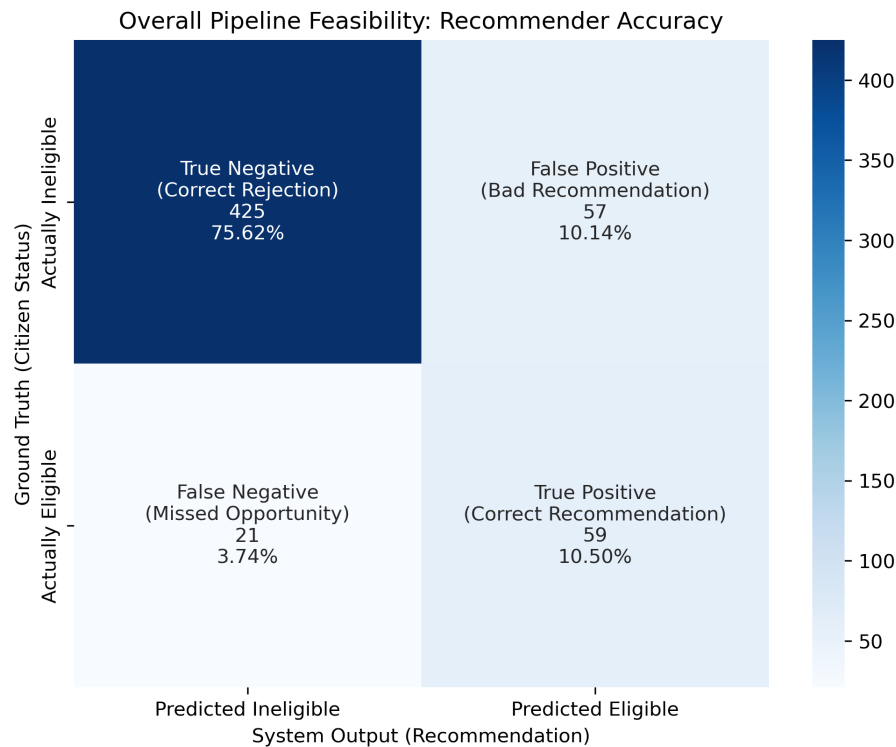 Overall Pipeline Feasibility: Recommender Accuracy
Ground Truth (Citizen Status)
Actually Ineligible
Actually Eligible
True Negative
(Correct Rejection)
425
75.62%
False Positive
(Bad Recommendation)
57
10.14%
False Negative
(Missed Opportunity)
21
3.74%
True Positive
(Correct Recommendation)
59
10.50%
Predicted Ineligible
Predicted Eligible
System Output (Recommendation)
400
350
300
250
200
150
100
50